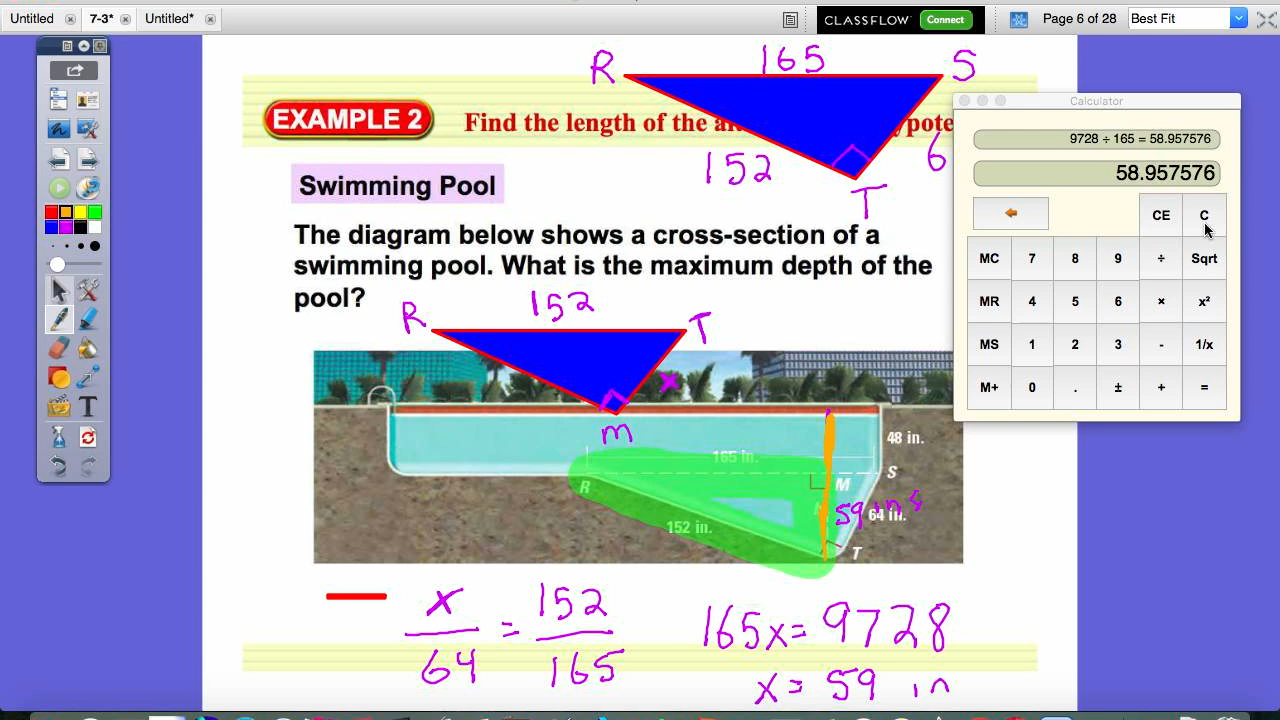 Untitled
7-3*
Untitled*
CLASSFLOW
Connect
Page 6 of 28
Best Fit
R
165
S
EXAMPLE 2
Find the length of the
152
6
T
Calculator
9728 ÷ 165 = 58.957576
58.957576
CE C
MC 7 8 9 ÷ Sqrt
MR 4 5 6 × x²
MS 1 2 3 - 1/x
M+ 0 . ± + =
Swimming Pool
The diagram below shows a cross-section of a
swimming pool. What is the maximum depth of the
pool?
R
152
T
x
m
48 in.
165 in.
S
R
M
59 ins
64 in.
152 in.
T
x/64 = 152/165
165x = 9728
x = 59 in